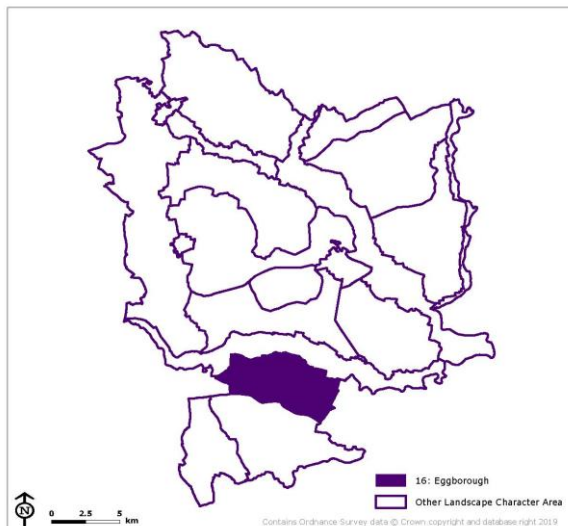 16: Eggborough
Other Landscape Character Area
N
0 2.5 5
km
Contains Ordnance Survey data © Crown copyright and database right 2019